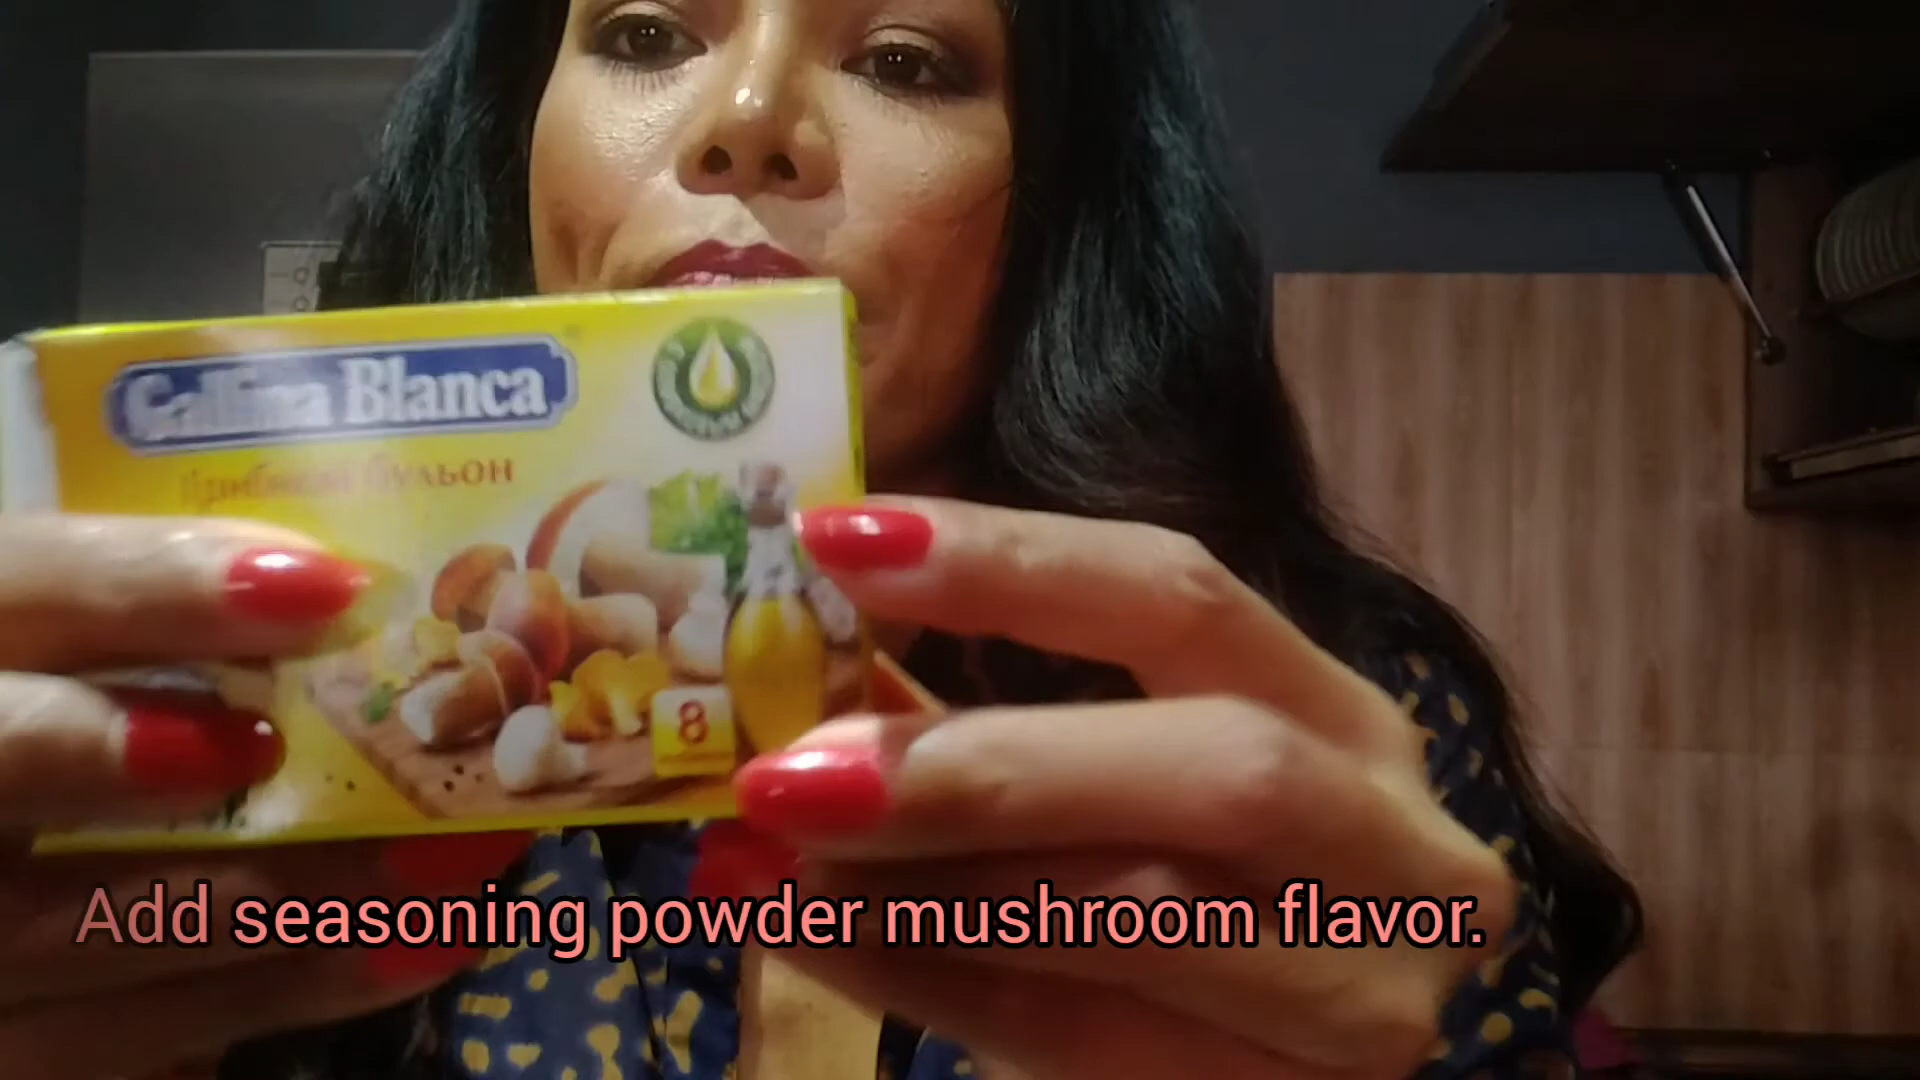 Gallina Blanca
бульон
8
Add seasoning powder mushroom flavor.